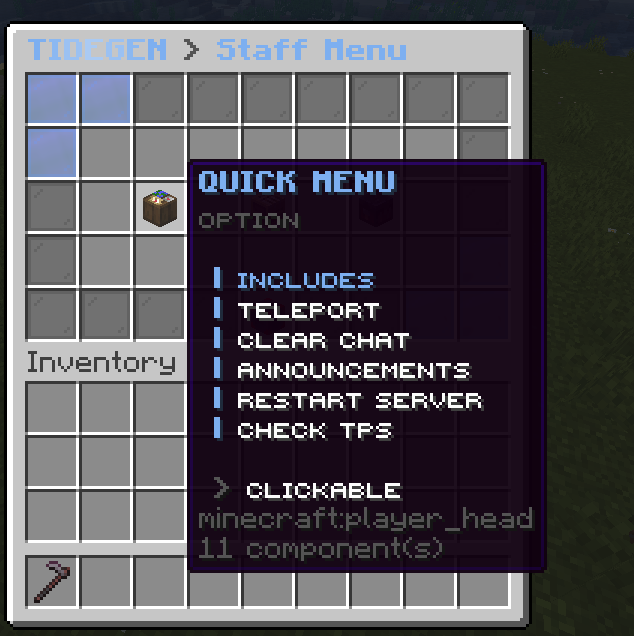 TIDEGEN > Staff Menu
QUICK MENU
OPTION
INCLUDES
TELEPORT
CLEAR CHAT
ANNOUNCEMENTS
RESTART SERVER
CHECK TPS
> CLICKABLE
minecraft:player_head
11 component(s)
Inventory